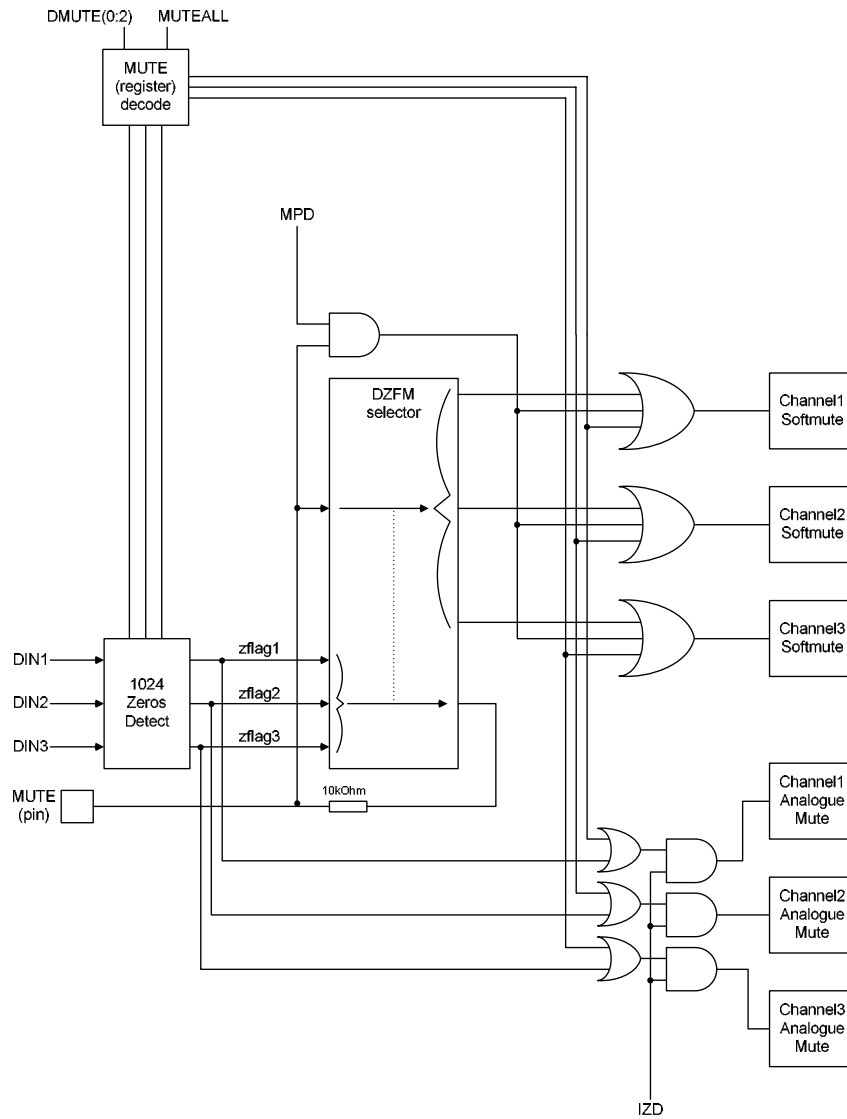 DMUTE(0:2) MUTEALL
MUTE
(register)
decode
MPD
DZFM
selector
Channel1
Softmute
Channel2
Softmute
Channel3
Softmute
DIN1
DIN2
DIN3
1024
Zeros
Detect
zflag1
zflag2
zflag3
MUTE
(pin)
10kOhm
Channel1
Analogue
Mute
Channel2
Analogue
Mute
Channel3
Analogue
Mute
IZD